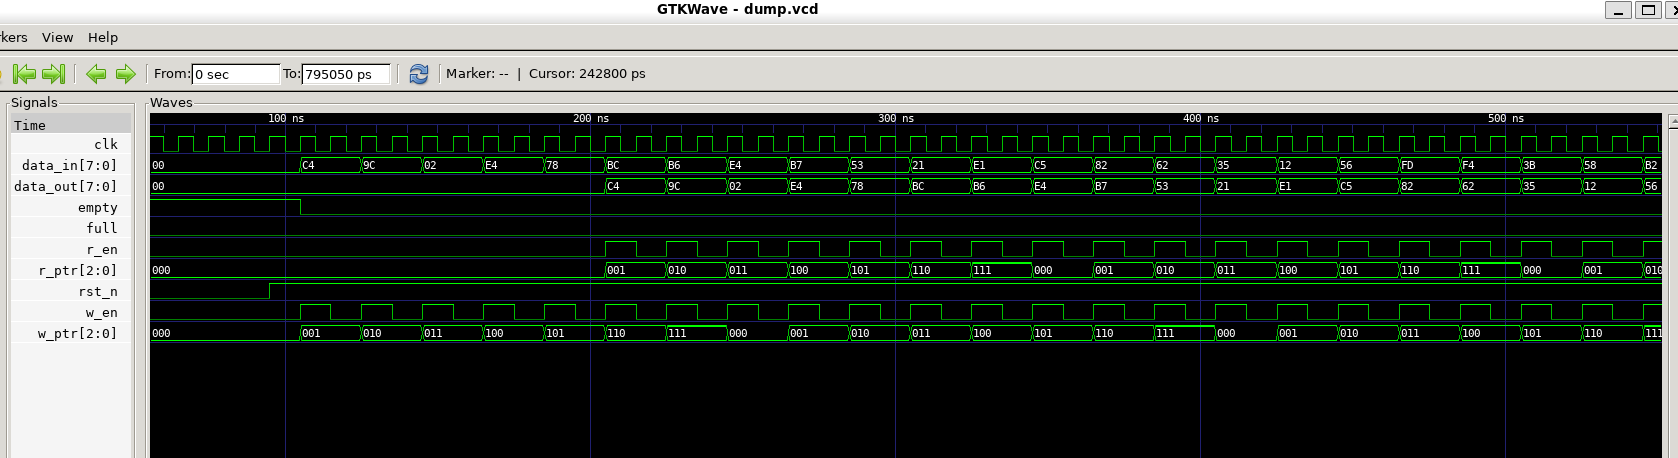 GTKWave - dump.vcd
rkers View Help
From: 0 sec To: 795050 ps Marker: -- | Cursor: 242800 ps
Signals Waves
Time 100 ns 200 ns 300 ns 400 ns 500 ns
clk
data_in[7:0] 00 C4 9C 02 E4 78 BC B6 E4 B7 53 21 E1 C5 82 62 35 12 56 FD F4 3B 58 B2
data_out[7:0] 00 C4 9C 02 E4 78 BC B6 E4 B7 53 21 E1 C5 82 62 35 12 56
empty
full
r_en
r_ptr[2:0] 000 001 010 011 100 101 110 111 000 001 010 011 100 101 110 111 000 001 010
rst_n
w_en
w_ptr[2:0] 000 001 010 011 100 101 110 111 000 001 010 011 100 101 110 111 000 001 010 011 100 101 110 111